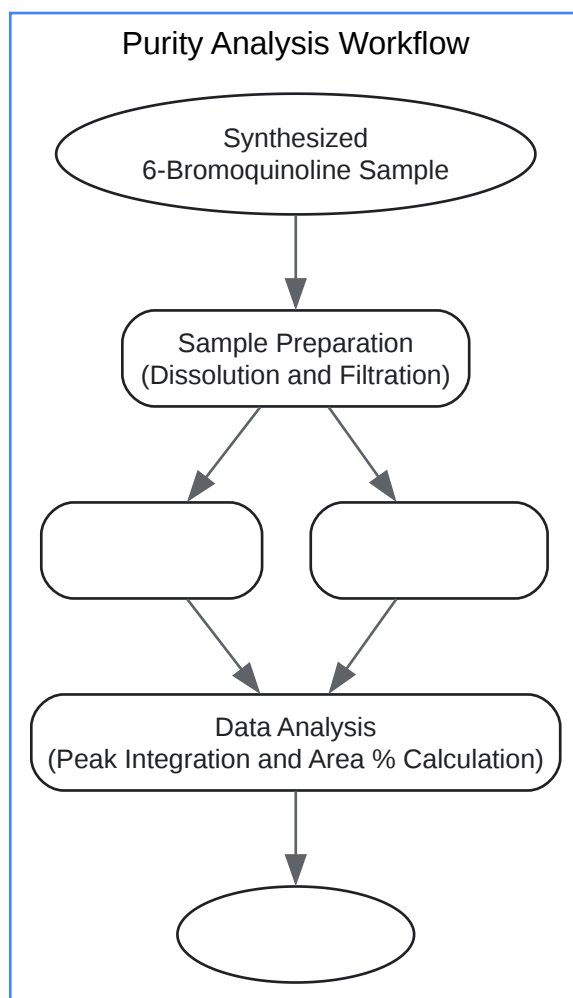 Purity Analysis Workflow
Synthesized
6-Bromoquinoline Sample
Sample Preparation
(Dissolution and Filtration)
Data Analysis
(Peak Integration and Area % Calculation)